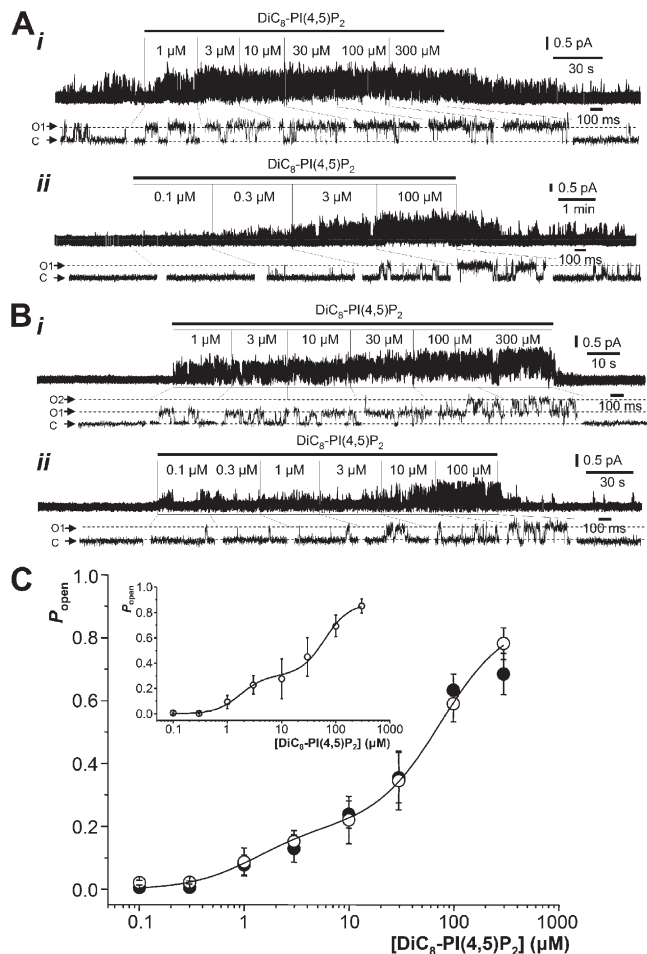 A
i
DiC8-PI(4,5)P2
1 µM 3 µM 10 µM 30 µM 100 µM 300 µM
0.5 pA
30 s
100 ms
O1
C
ii
DiC8-PI(4,5)P2
0.1 µM 0.3 µM 3 µM 100 µM
0.5 pA
1 min
100 ms
O1
C
B
i
DiC8-PI(4,5)P2
1 µM 3 µM 10 µM 30 µM 100 µM 300 µM
0.5 pA
10 s
100 ms
O2
O1
C
ii
DiC8-PI(4,5)P2
0.1 µM 0.3 µM 1 µM 3 µM 10 µM 100 µM
0.5 pA
30 s
100 ms
O1
C
C
Popen
1.0
0.8
0.6
0.4
0.2
0.0
0.1 1 10 100 1000
[DiC8-PI(4,5)P2] (µM)
Popen
1.0
0.8
0.6
0.4
0.2
0.0
0.1 1 10 100 1000
[DiC8-PI(4,5)P2] (µM)